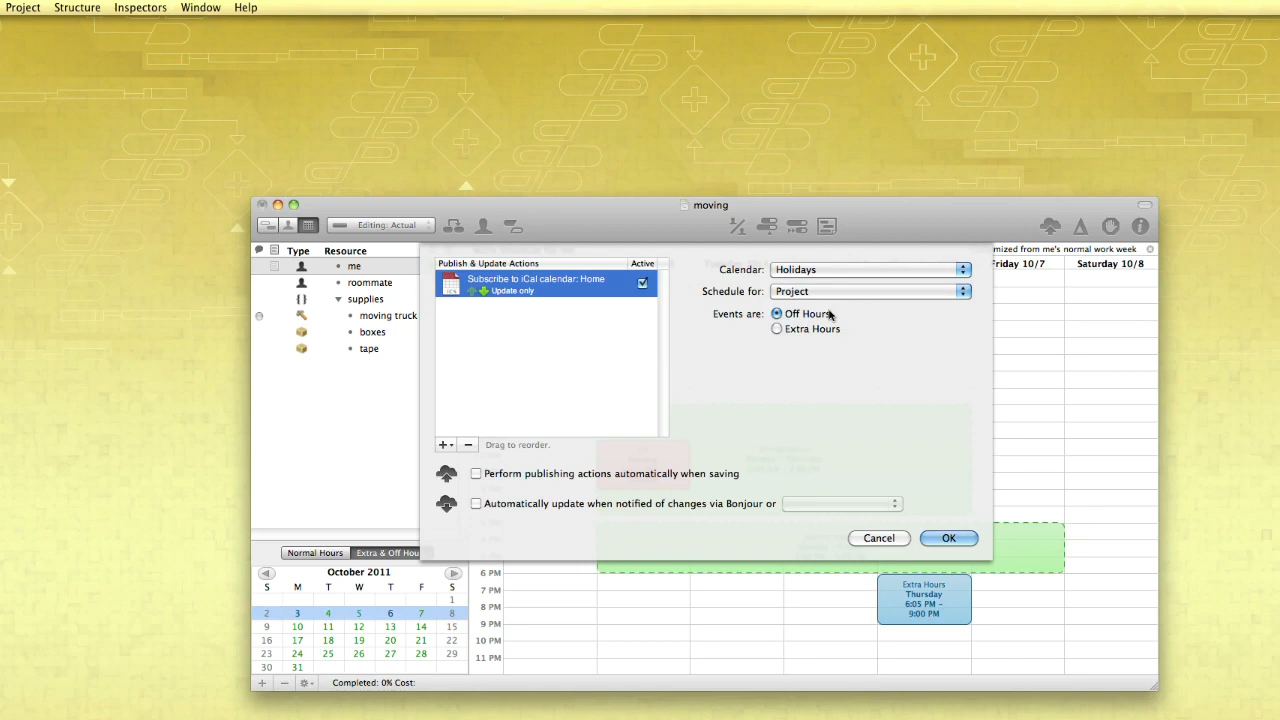 Project Structure Inspectors Window Help
moving
Editing: Actual
Type Resource
mized from me's normal work week
me
roommate
supplies
moving truck
boxes
tape
Publish & Update Actions Active
Subscribe to iCal calendar: Home
Update only
Calendar: Holidays
Schedule for: Project
Events are: Off Hours
Extra Hours
Friday 10/7 Saturday 10/8
Drag to reorder.
Perform publishing actions automatically when saving
Automatically update when notified of changes via Bonjour or
Cancel OK
Normal Hours Extra & Off Hou
October 2011
S M T W T F S
1
2 3 4 5 6 7 8
9 10 11 12 13 14 15
16 17 18 19 20 21 22
23 24 25 26 27 28 29
30 31
6 PM
7 PM
8 PM
9 PM
10 PM
11 PM
Extra Hours
Thursday
6:05 PM –
9:00 PM
Completed: 0% Cost: